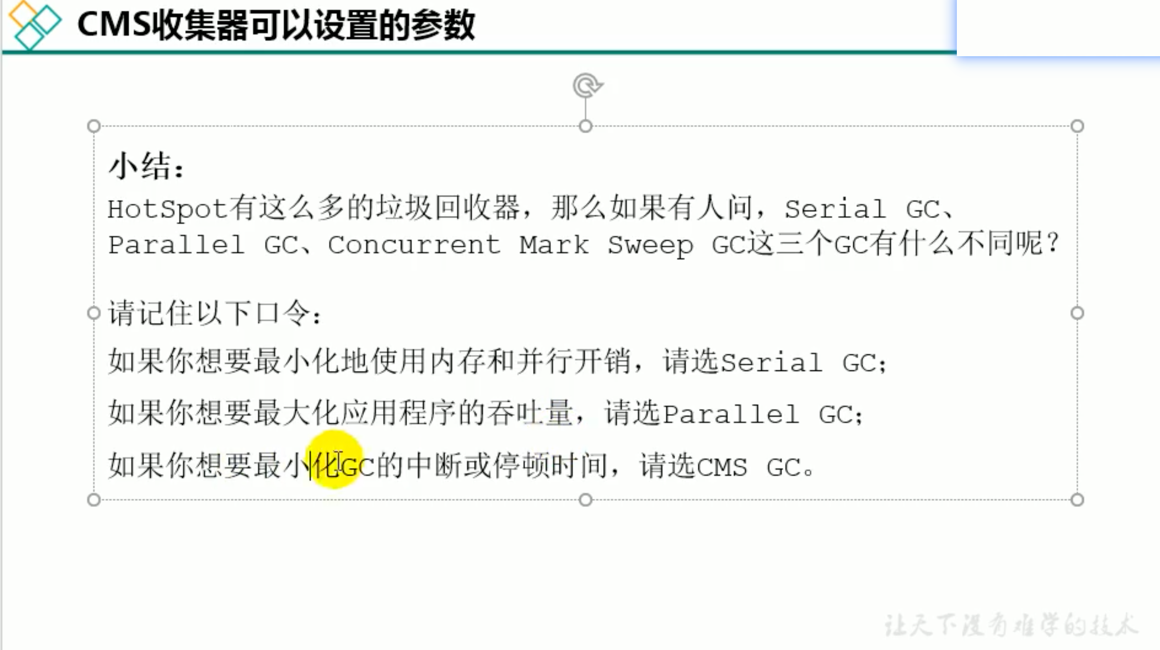 CMS收集器可以设置的参数
小结：
HotSpot有这么多的垃圾回收器，那么如果有人问，Serial GC、
Parallel GC、Concurrent Mark Sweep GC这三个GC有什么不同呢？
请记住以下口令：
如果你想要最小化地使用内存和并行开销，请选Serial GC；
如果你想要最大化应用程序的吞吐量，请选Parallel GC；
如果你想要最小化GC的中断或停顿时间，请选CMS GC。
让天下没有难学的技术